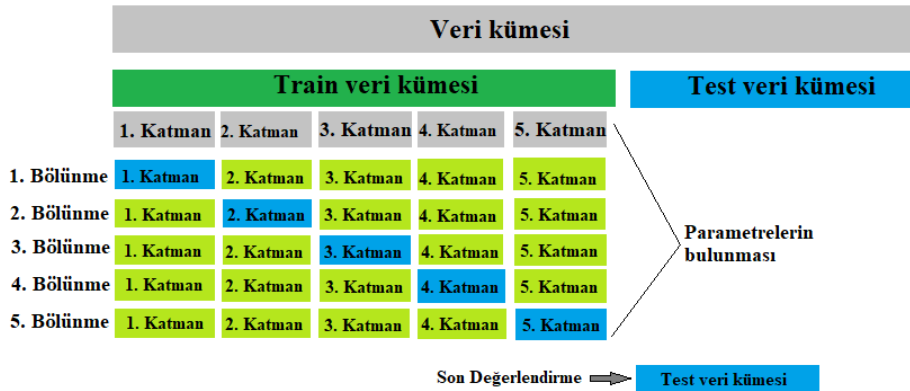 Veri kümesi
Train veri kümesi Test veri kümesi
1. Katman 2. Katman 3. Katman 4. Katman 5. Katman
1. Bölünme 1. Katman 2. Katman 3. Katman 4. Katman 5. Katman
2. Bölünme 1. Katman 2. Katman 3. Katman 4. Katman 5. Katman
3. Bölünme 1. Katman 2. Katman 3. Katman 4. Katman 5. Katman
4. Bölünme 1. Katman 2. Katman 3. Katman 4. Katman 5. Katman
5. Bölünme 1. Katman 2. Katman 3. Katman 4. Katman 5. Katman
Parametrelerin
bulunması
Son Değerlendirme Test veri kümesi